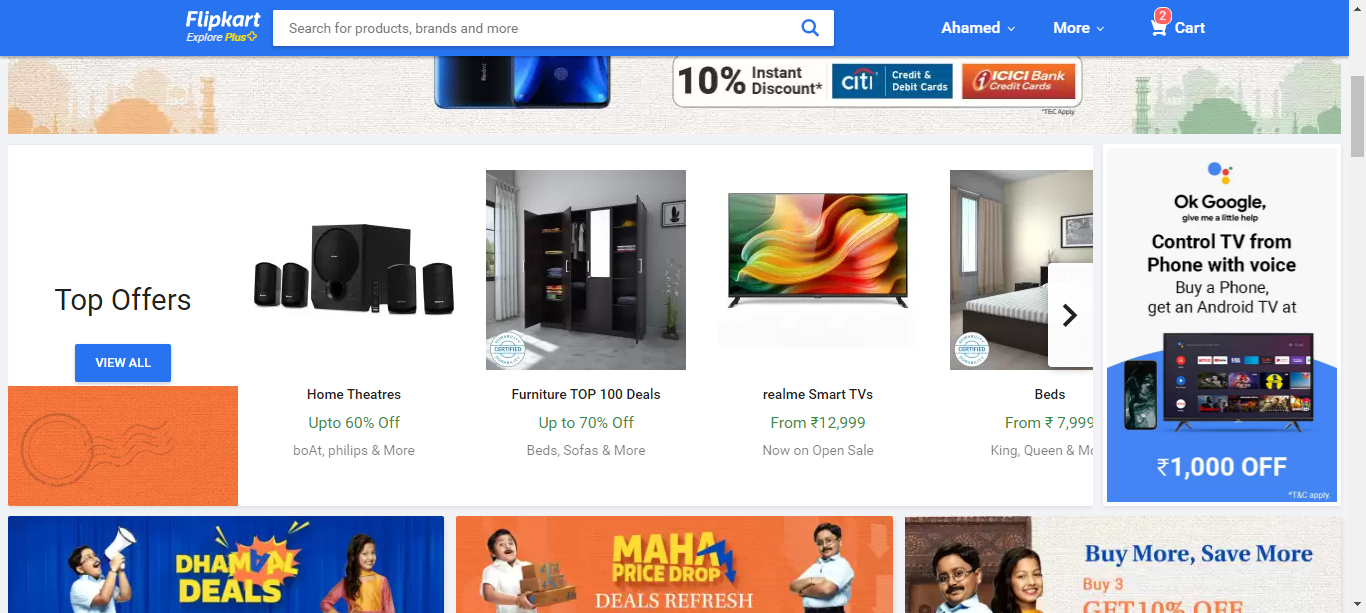 Flipkart
Explore Plus
Search for products, brands and more
Ahamed
More
2
Cart
10% Instant Discount*
citi
Credit & Debit Cards
ICICI Bank
Credit Cards
*T&C Apply
Top Offers
VIEW ALL
CERTIFIED
Home Theatres
Upto 60% Off
boAt, philips & More
Furniture TOP 100 Deals
Up to 70% Off
Beds, Sofas & More
realme Smart TVs
From ₹12,999
Now on Open Sale
CERTIFIED
Beds
From ₹ 7,999
King, Queen & Mo
Ok Google,
give me a little help
Control TV from
Phone with voice
Buy a Phone,
get an Android TV at
₹1,000 OFF
*T&C apply.
DHAMAAL
DEALS
MAHA
PRICE DROP
DEALS REFRESH
Buy More, Save More
Buy 3
GET 10% OFF